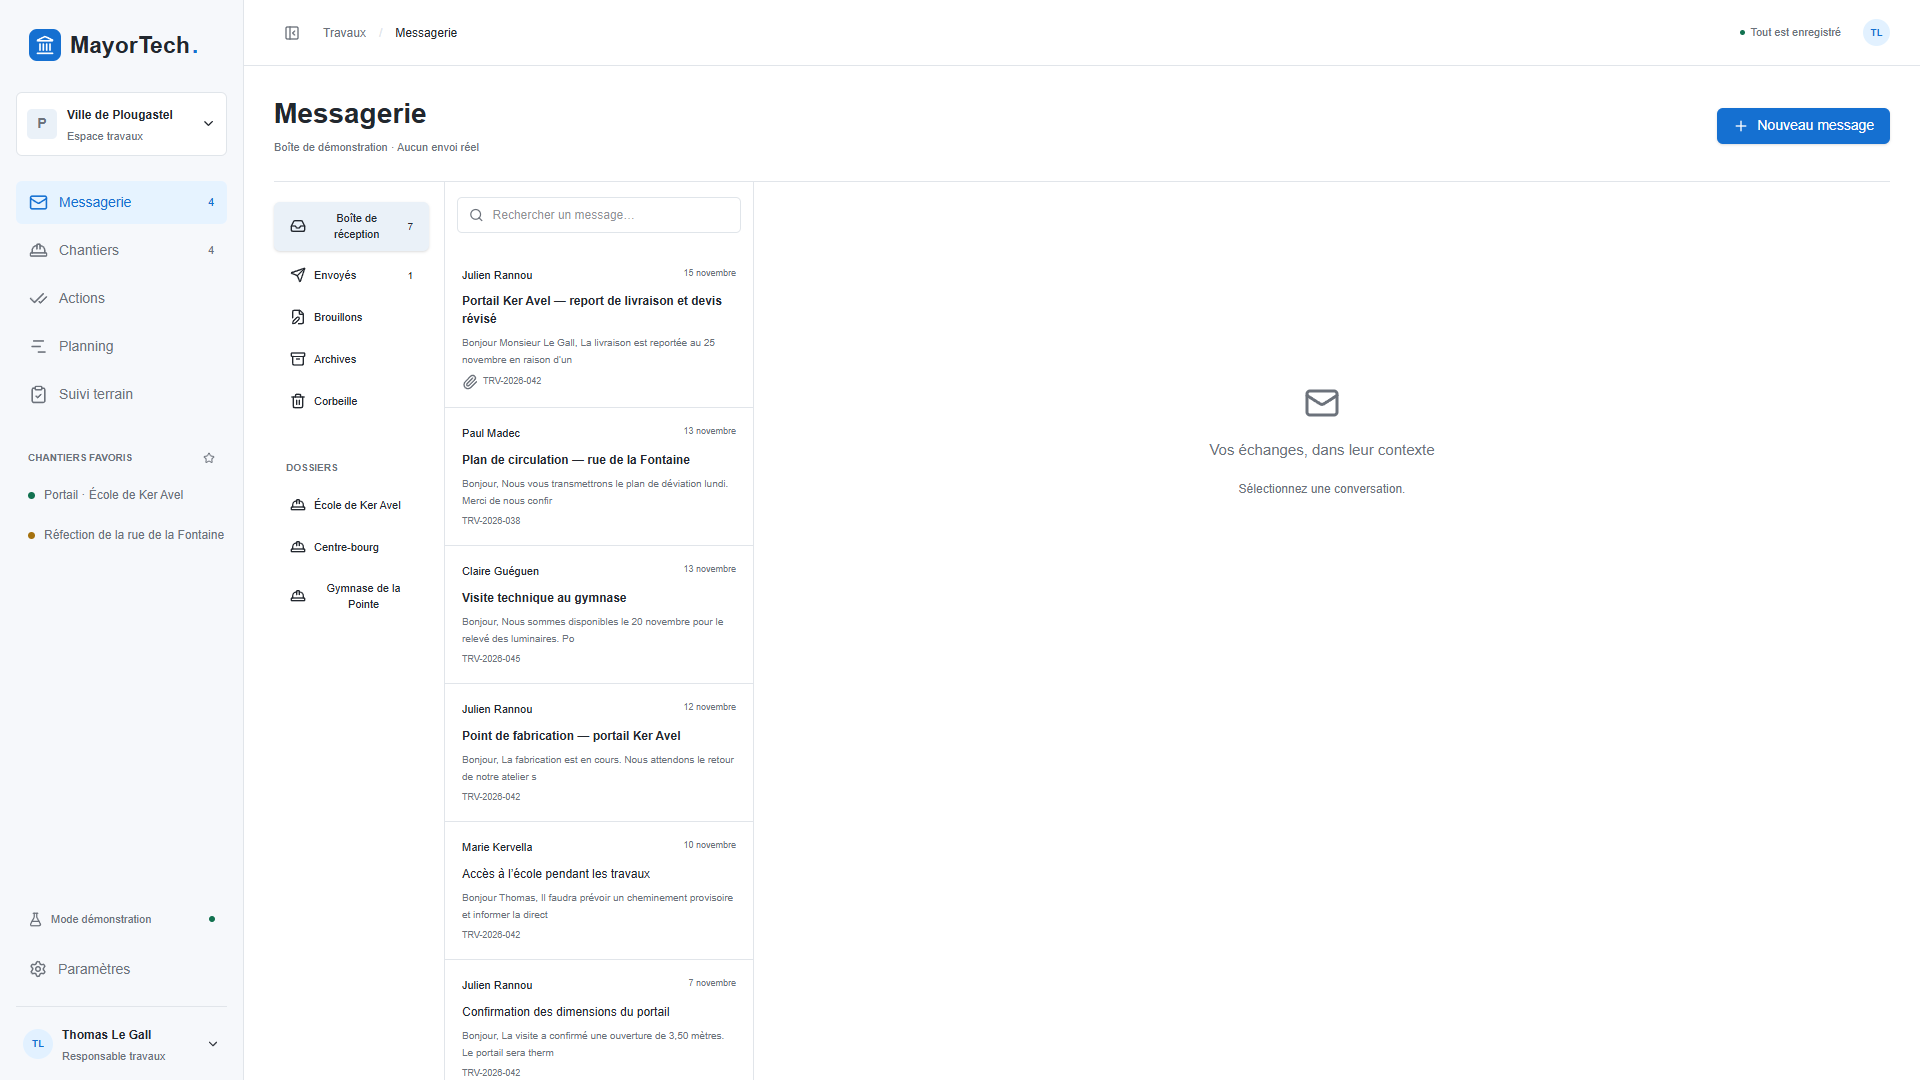 MayorTech.
P
Ville de Plougastel
Espace travaux
Messagerie 4
Chantiers 4
Actions
Planning
Suivi terrain
CHANTIERS FAVORIS
Portail · École de Ker Avel
Réfection de la rue de la Fontaine
Mode démonstration
Paramètres
TL
Thomas Le Gall
Responsable travaux
Travaux / Messagerie
Tout est enregistré
TL
Messagerie
Boîte de démonstration · Aucun envoi réel
Nouveau message
Boîte de
réception
7
Envoyés 1
Brouillons
Archives
Corbeille
DOSSIERS
École de Ker Avel
Centre-bourg
Gymnase de la
Pointe
Rechercher un message…
Julien Rannou 15 novembre
Portail Ker Avel — report de livraison et devis
révisé
Bonjour Monsieur Le Gall, La livraison est reportée au 25
novembre en raison d'un
TRV-2026-042
Paul Madec 13 novembre
Plan de circulation — rue de la Fontaine
Bonjour, Nous vous transmettrons le plan de déviation lundi.
Merci de nous confir
TRV-2026-038
Claire Guéguen 13 novembre
Visite technique au gymnase
Bonjour, Nous sommes disponibles le 20 novembre pour le
relevé des luminaires. Po
TRV-2026-045
Julien Rannou 12 novembre
Point de fabrication — portail Ker Avel
Bonjour, La fabrication est en cours. Nous attendons le retour
de notre atelier s
TRV-2026-042
Marie Kervella 10 novembre
Accès à l'école pendant les travaux
Bonjour Thomas, Il faudra prévoir un cheminement provisoire
et informer la direct
TRV-2026-042
Julien Rannou 7 novembre
Confirmation des dimensions du portail
Bonjour, La visite a confirmé une ouverture de 3,50 mètres.
Le portail sera therm
TRV-2026-042
Vos échanges, dans leur contexte
Sélectionnez une conversation.